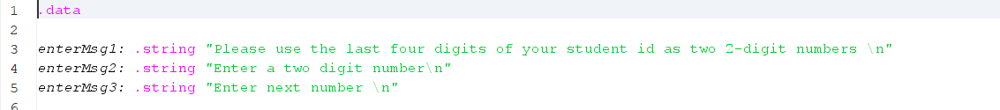 1 .data
2
3 enterMsg1: .string "Please use the last four digits of your student id as two 2-digit numbers \n"
4 enterMsg2: .string "Enter a two digit number\n"
5 enterMsg3: .string "Enter next number \n"
6